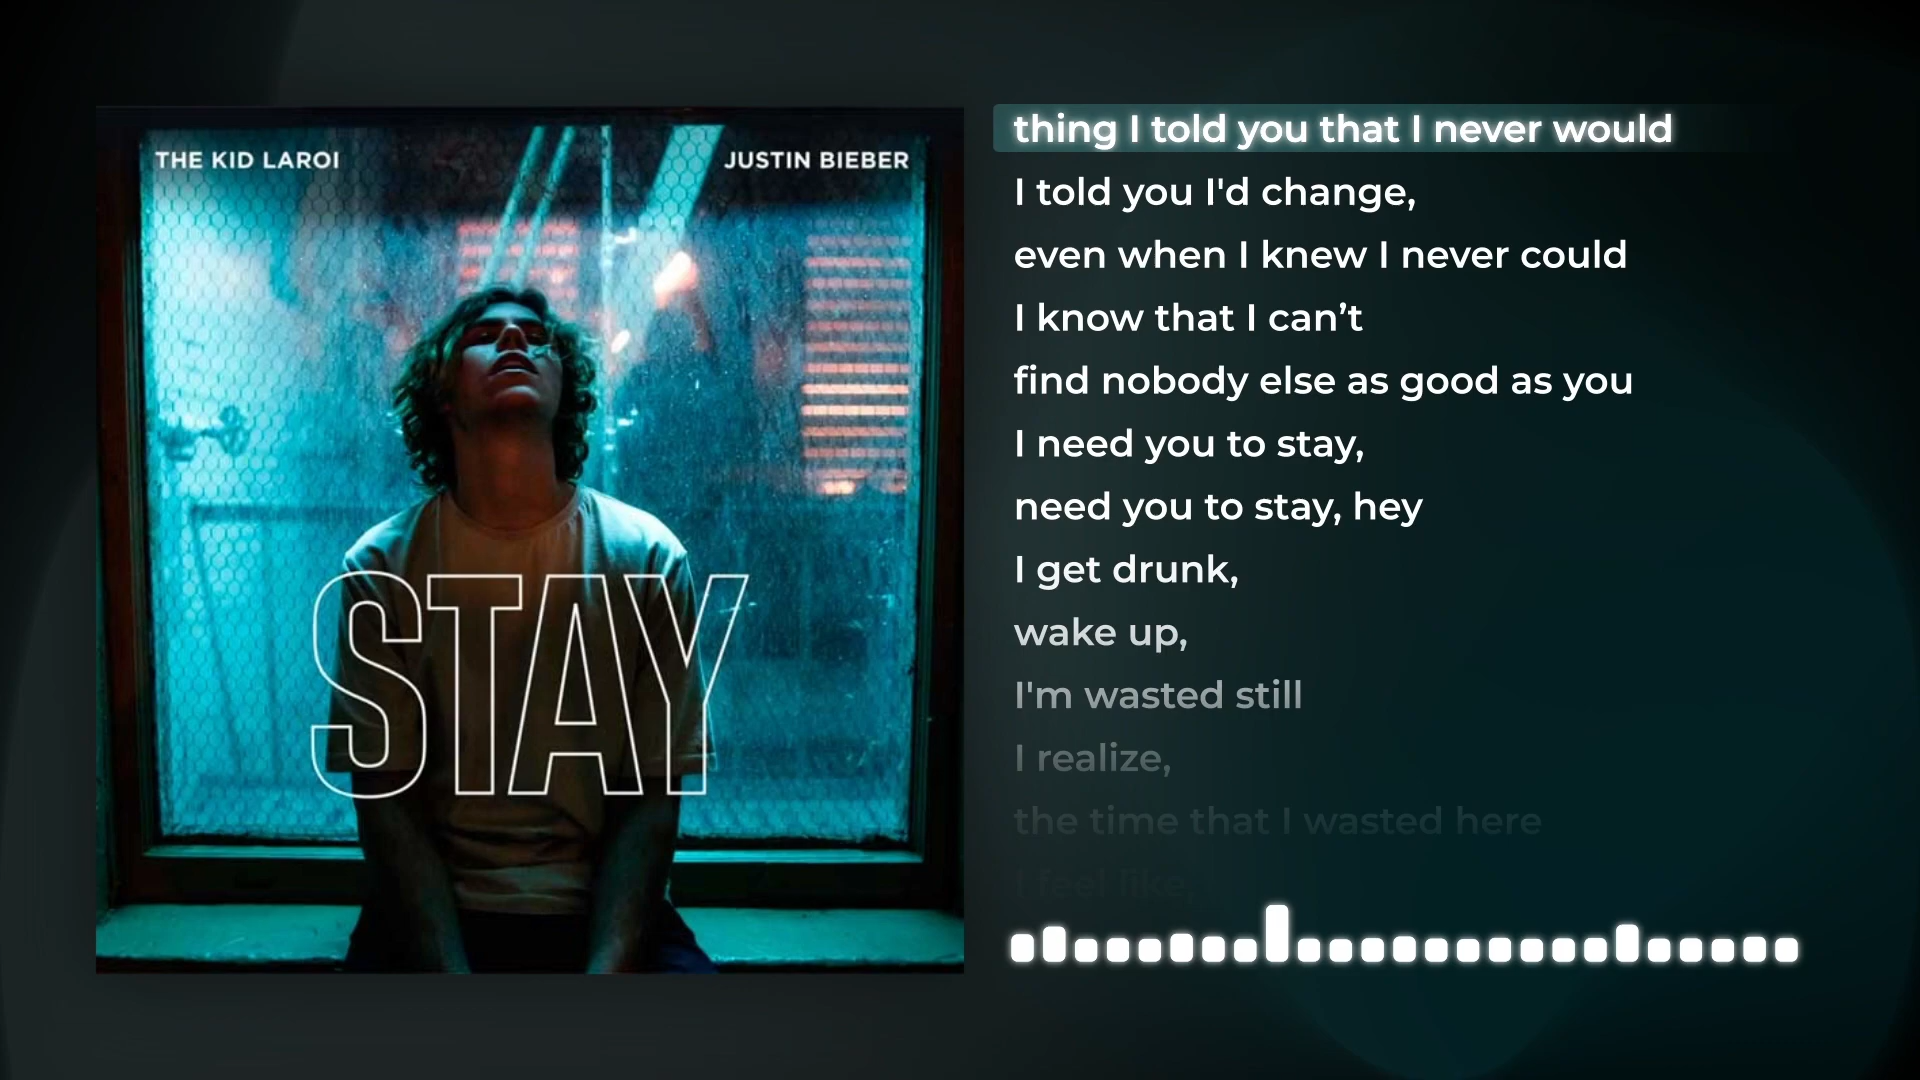 THE KID LAROI
JUSTIN BIEBER
STAY
thing I told you that I never would
I told you I'd change,
even when I knew I never could
I know that I can’t
find nobody else as good as you
I need you to stay,
need you to stay, hey
I get drunk,
wake up,
I'm wasted still
I realize,
the time that I wasted here
I feel like,